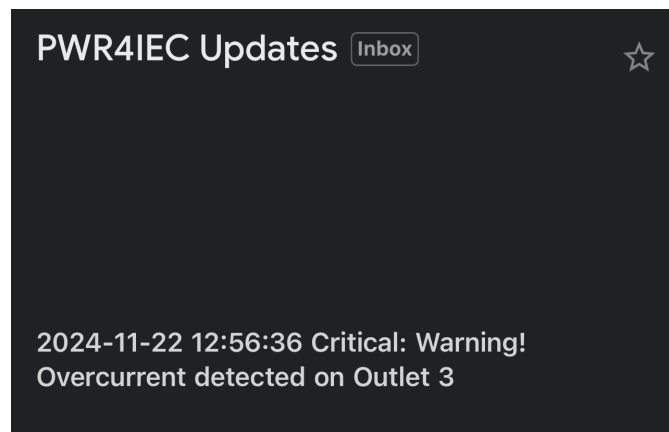 PWR4IEC Updates Inbox
2024-11-22 12:56:36 Critical: Warning!
Overcurrent detected on Outlet 3